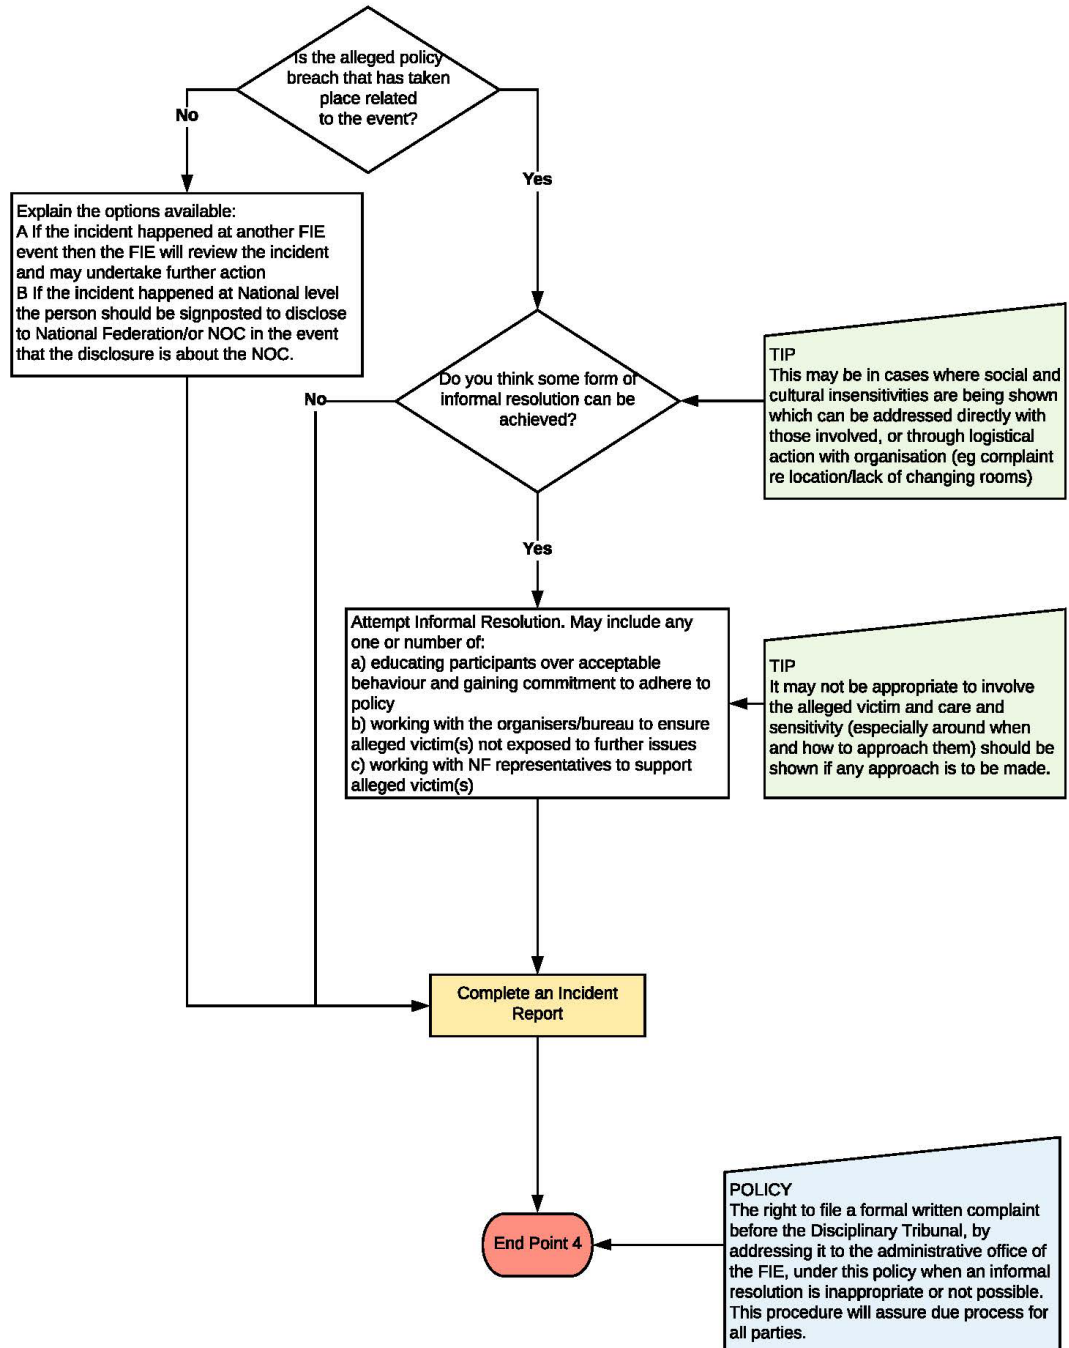 Is the alleged policy
breach that has taken
place related
to the event?
No
Yes
Explain the options available:
A If the incident happened at another FIE
event then the FIE will review the incident
and may undertake further action
B If the incident happened at National level
the person should be signposted to disclose
to National Federation/or NOC in the event
that the disclosure is about the NOC.
Do you think some form of
informal resolution can be
achieved?
No
TIP
This may be in cases where social and
cultural insensitivities are being shown
which can be addressed directly with
those involved, or through logistical
action with organisation (eg complaint
re location/lack of changing rooms)
Yes
Attempt Informal Resolution. May include any
one or number of:
a) educating participants over acceptable
behaviour and gaining commitment to adhere to
policy
b) working with the organisers/bureau to ensure
alleged victim(s) not exposed to further issues
c) working with NF representatives to support
alleged victim(s)
TIP
It may not be appropriate to involve
the alleged victim and care and
sensitivity (especially around when
and how to approach them) should be
shown if any approach is to be made.
Complete an Incident
Report
End Point 4
POLICY
The right to file a formal written complaint
before the Disciplinary Tribunal, by
addressing it to the administrative office of
the FIE, under this policy when an informal
resolution is inappropriate or not possible.
This procedure will assure due process for
all parties.